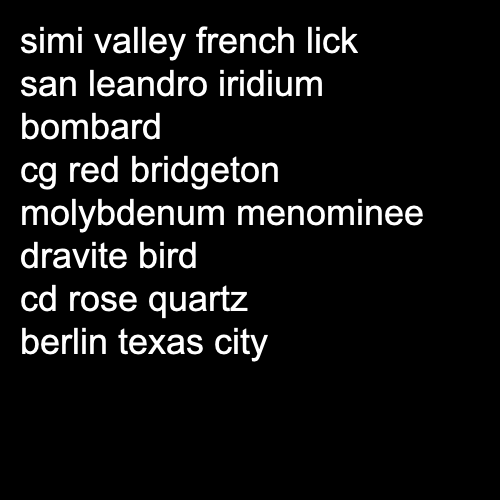 simi valley french lick
san leandro iridium
bombard
cg red bridgeton
molybdenum menominee
dravite bird
cd rose quartz
berlin texas city